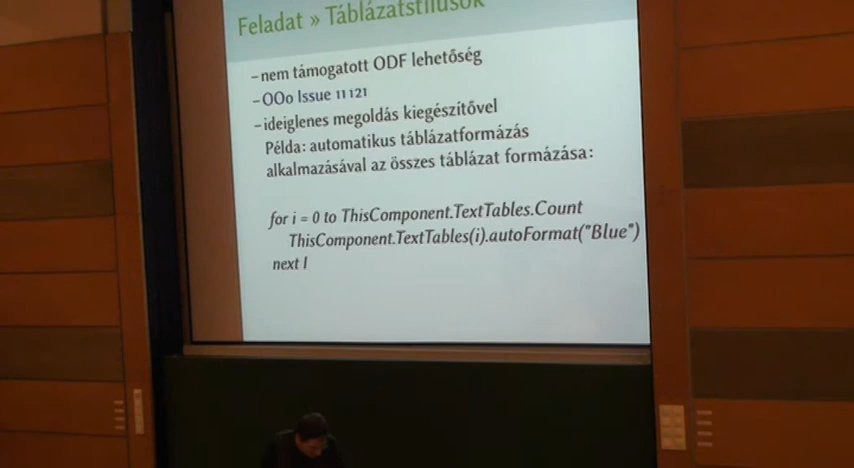 Feladat » Táblázatstílusok
– nem támogatott ODF lehetőség
– OOo Issue 11121
– ideiglenes megoldás kiegészítővel
Példa: automatikus táblázatformázás
alkalmazásával az összes táblázat formázása:
for i = 0 to ThisComponent.TextTables.Count
ThisComponent.TextTables(i).autoFormat("Blue")
next I